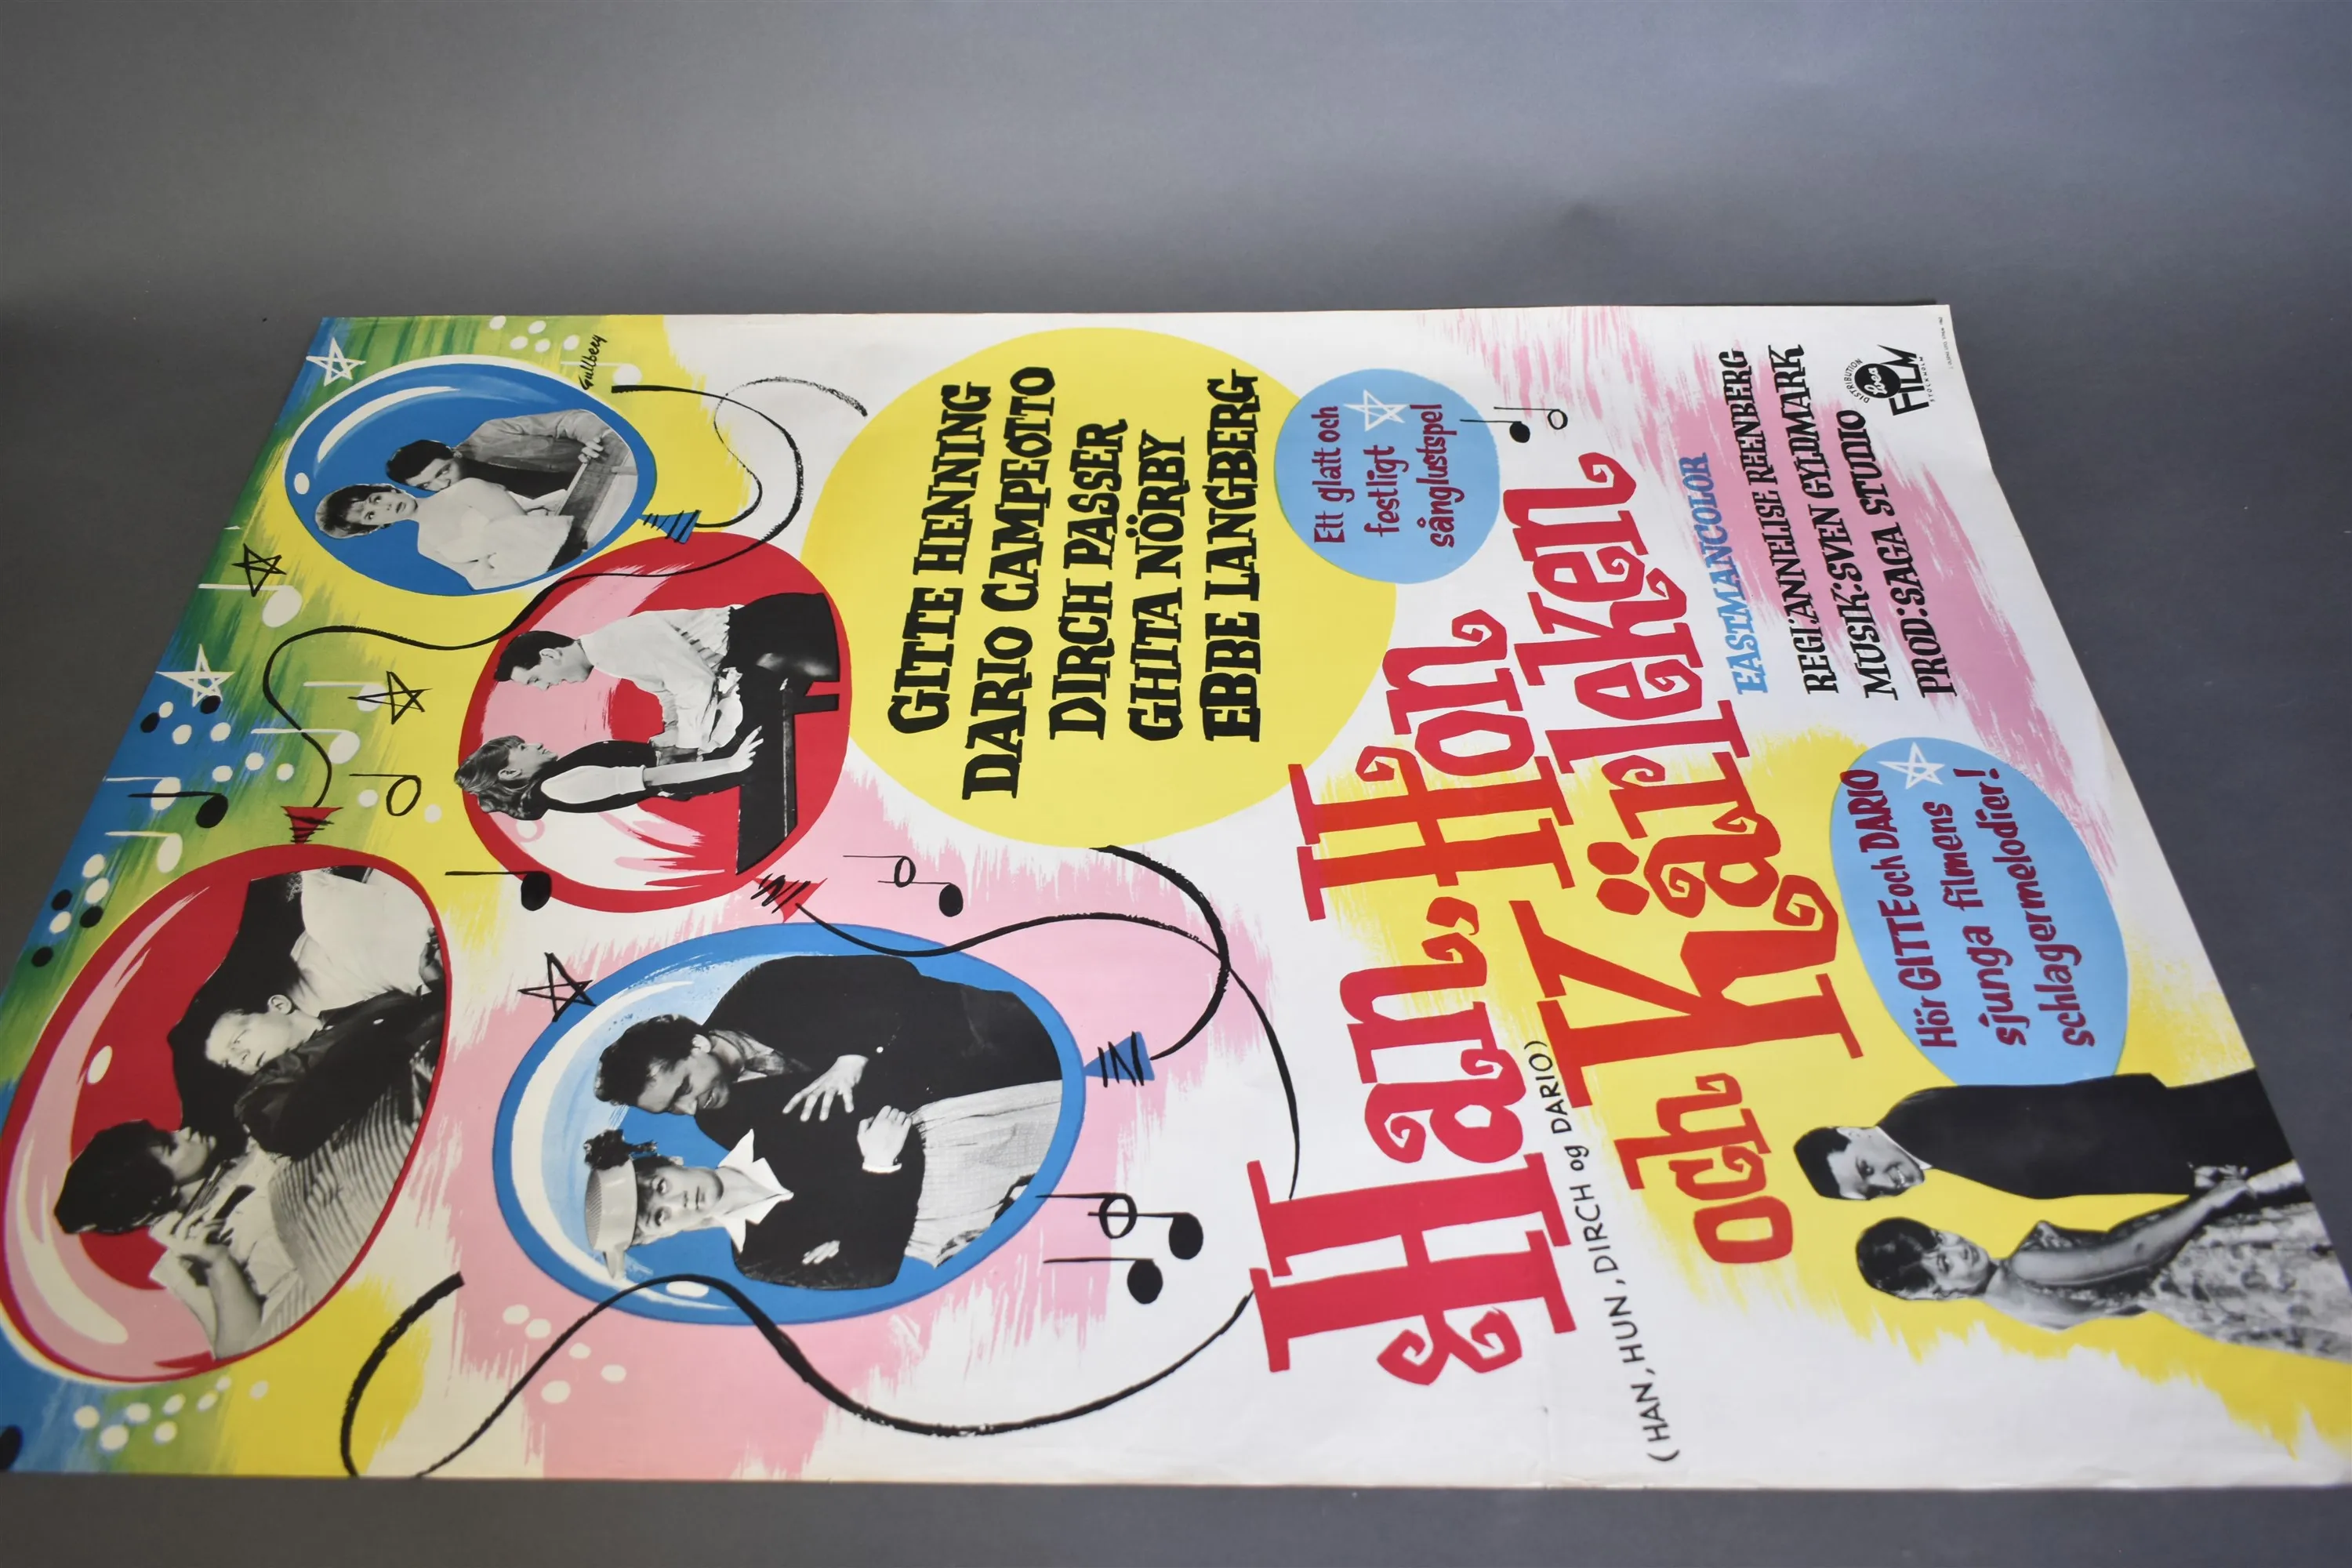 Gullberg
GITTE HENNING
DARIO CAMPEOTTO
DIRCH PASSER
GHITA NÖRBY
EBBE LANGBERG
Ett glatt och
festligt
sånglustspel
Han, Hon
och Kärleken
(HAN, HUN, DIRCH og DARIO)
EASTMANCOLOR
REGI: ANNELISE REENBERG
MUSIK: SVEN GYLDMARK
PROD: SAGA STUDIO
Hör GITTE och DARIO
sjunga filmens
schlagermelodier!
DISTRIBUTION
FILM
STOCKHOLM